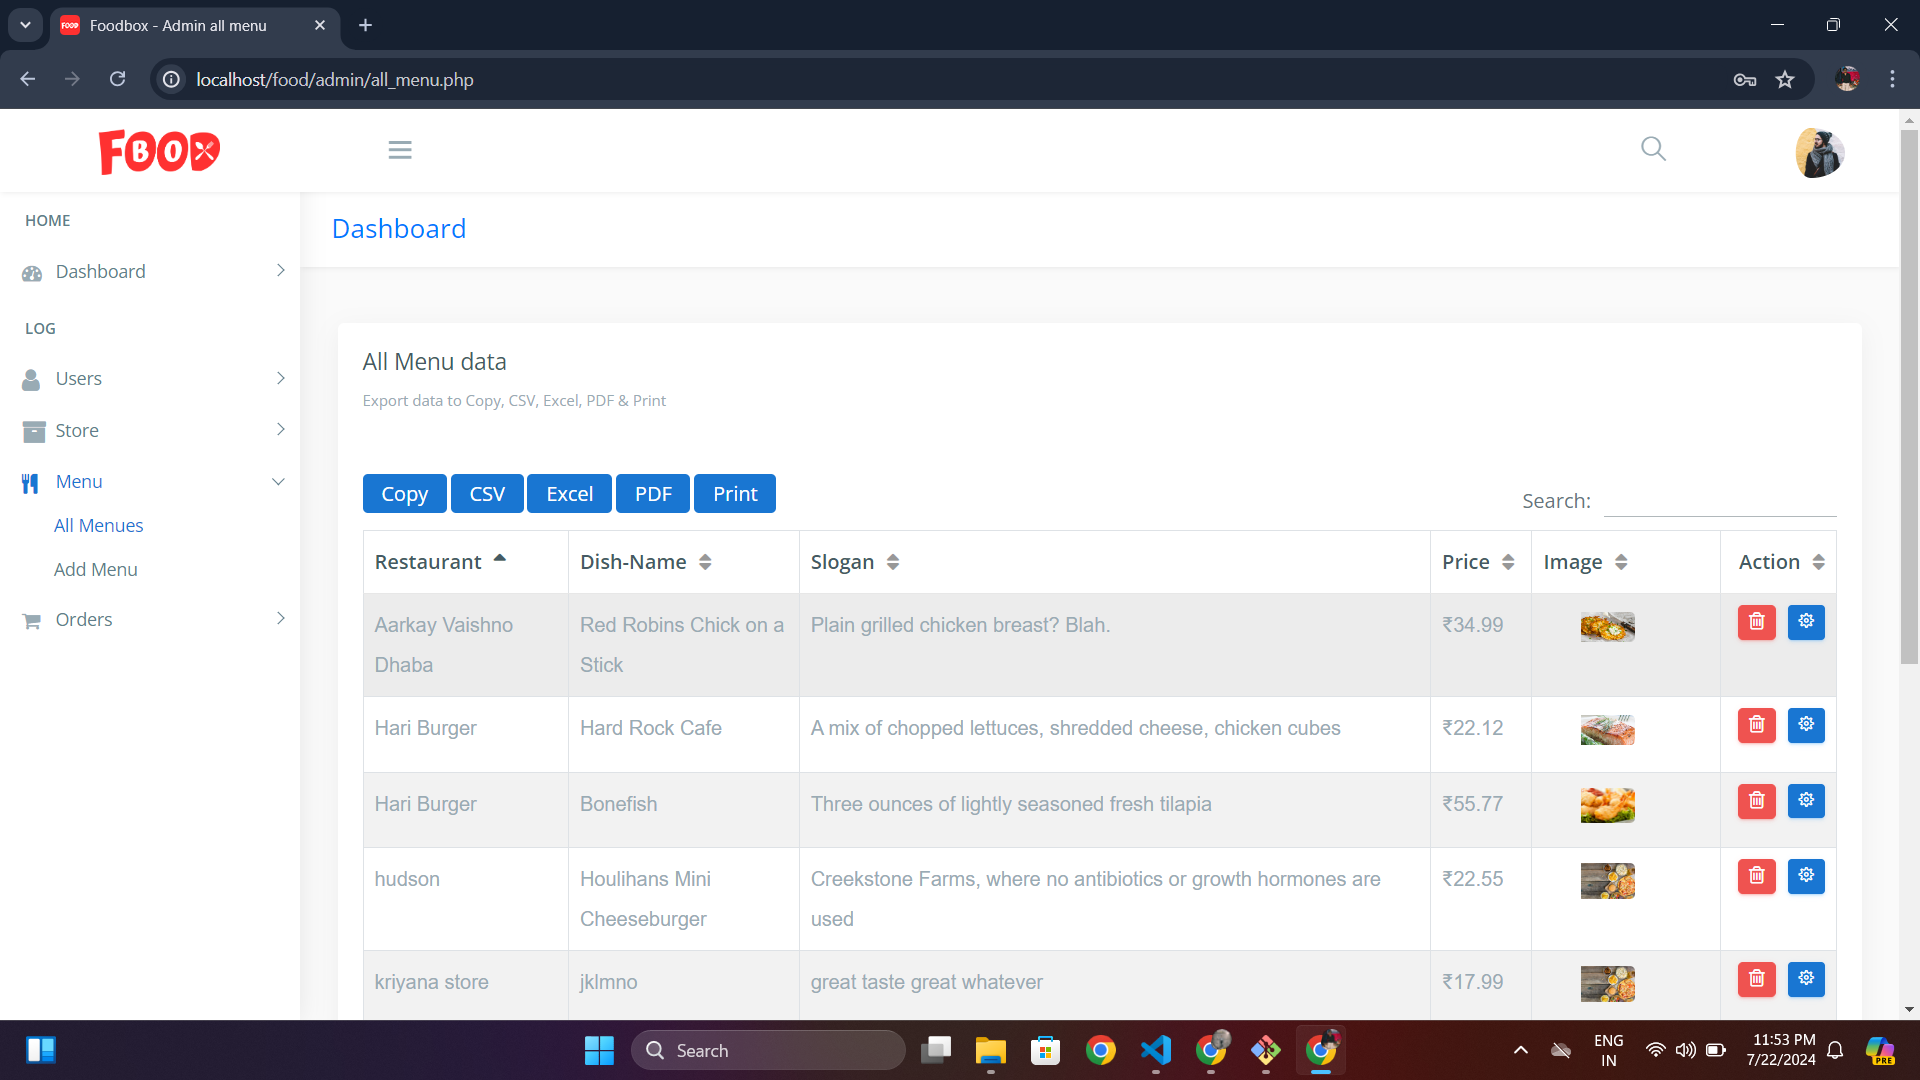 FOOD
Foodbox - Admin all menu
localhost/food/admin/all_menu.php
FBOOD
HOME
Dashboard
LOG
Users
Store
Menu
All Menues
Add Menu
Orders
Dashboard
All Menu data
Export data to Copy, CSV, Excel, PDF & Print
Copy CSV Excel PDF Print
Search:
Restaurant Dish-Name Slogan Price Image Action
Aarkay Vaishno Dhaba Red Robins Chick on a Stick Plain grilled chicken breast? Blah. ₹34.99
Hari Burger Hard Rock Cafe A mix of chopped lettuces, shredded cheese, chicken cubes ₹22.12
Hari Burger Bonefish Three ounces of lightly seasoned fresh tilapia ₹55.77
hudson Houlihans Mini Cheeseburger Creekstone Farms, where no antibiotics or growth hormones are used ₹22.55
kriyana store jklmno great taste great whatever ₹17.99
Search
ENG
IN
11:53 PM
7/22/2024
PRE